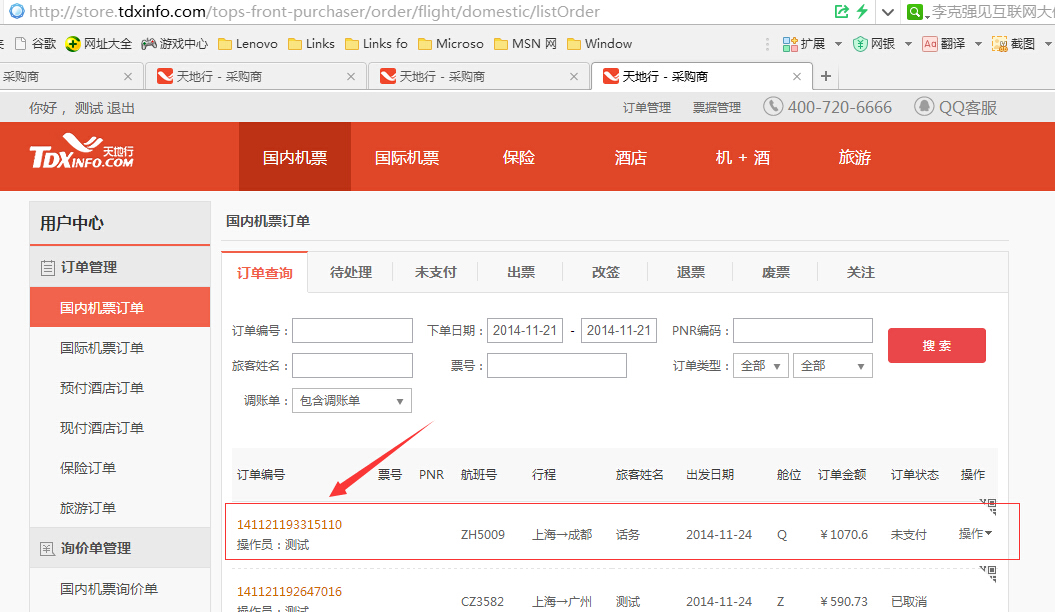 http://store.tdxinfo.com/tops-front-purchaser/order/flight/domestic/listOrder 李克强见互联网大
谷歌 网址大全 游戏中心 Lenovo Links Links fo Microso MSN 网 Window 扩展 网银 翻译 截图
采购商 天地行 - 采购商 天地行 - 采购商 天地行 - 采购商
你好， 测试 退出 订单管理 票据管理 400-720-6666 QQ客服
TDXINFO.COM 天地行 国内机票 国际机票 保险 酒店 机 + 酒 旅游
用户中心
国内机票订单
订单管理
订单查询 待处理 未支付 出票 改签 退票 废票 关注
国内机票订单
国际机票订单
预付酒店订单
现付酒店订单
保险订单
旅游订单
询价单管理
国内机票询价单
订单编号： 下单日期： 2014-11-21 - 2014-11-21 PNR编码：
搜 索
旅客姓名： 票号： 订单类型： 全部 全部
调账单： 包含调账单
订单编号 票号 PNR 航班号 行程 旅客姓名 出发日期 舱位 订单金额 订单状态 操作
141121193315110
操作员：测试
ZH5009 上海→成都 话务 2014-11-24 Q ￥1070.6 未支付 操作
141121192647016
操作员：测试
CZ3582 上海→广州 测试 2014-11-24 Z ￥590.73 已取消